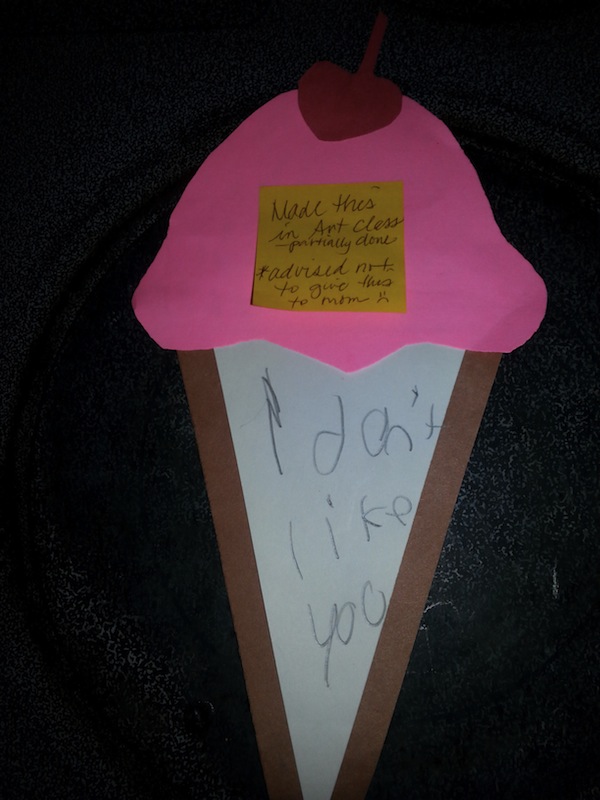 Made this
in Art Class
- partially done
*advised not
to give this
to mom :(
I don't
like
you